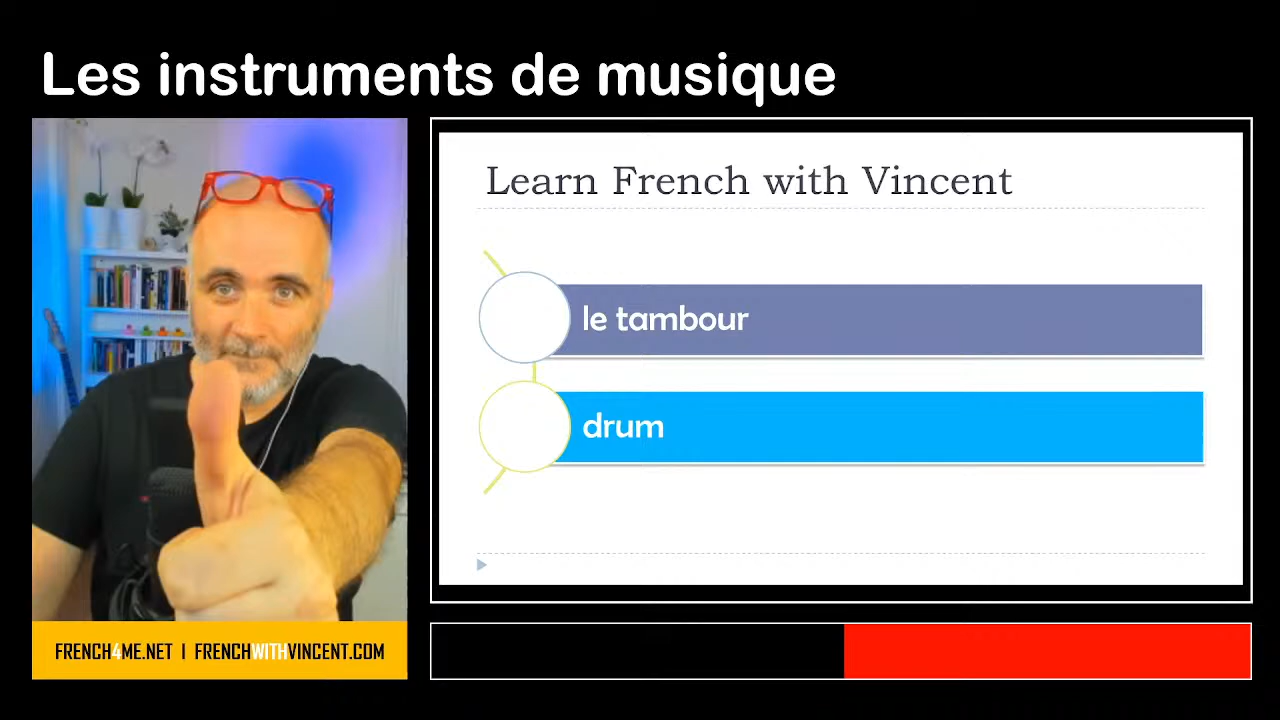 Les instruments de musique
Learn French with Vincent
le tambour
drum
FRENCH4ME.NET I FRENCHWITHVINCENT.COM